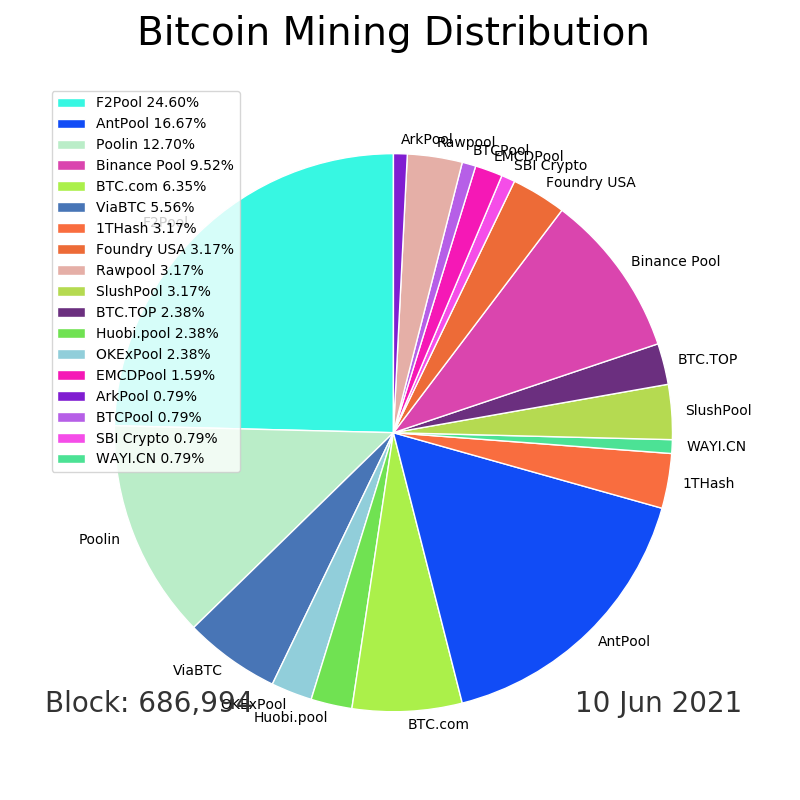 Bitcoin Mining Distribution
F2Pool 24.60%
AntPool 16.67%
Poolin 12.70%
Binance Pool 9.52%
BTC.com 6.35%
ViaBTC 5.56%
1THash 3.17%
Foundry USA 3.17%
Rawpool 3.17%
SlushPool 3.17%
BTC.TOP 2.38%
Huobi.pool 2.38%
OKExPool 2.38%
EMCDPool 1.59%
ArkPool 0.79%
BTCPool 0.79%
SBI Crypto 0.79%
WAYI.CN 0.79%
ArkPool
Rawpool
BTCPool
EMCDPool
SBI Crypto
Foundry USA
Binance Pool
BTC.TOP
SlushPool
WAYI.CN
1THash
AntPool
BTC.com
Huobi.pool
OKExPool
ViaBTC
Poolin
F2Pool
Block: 686,994
10 Jun 2021